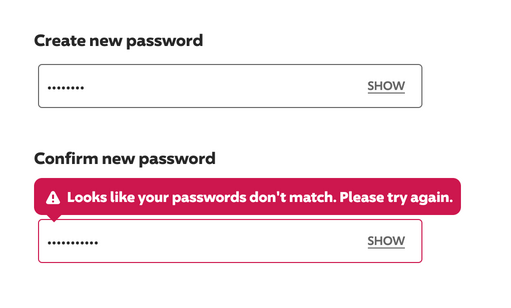 Create new password
•••••••• SHOW
Confirm new password
Looks like your passwords don't match. Please try again.
••••••••••• SHOW